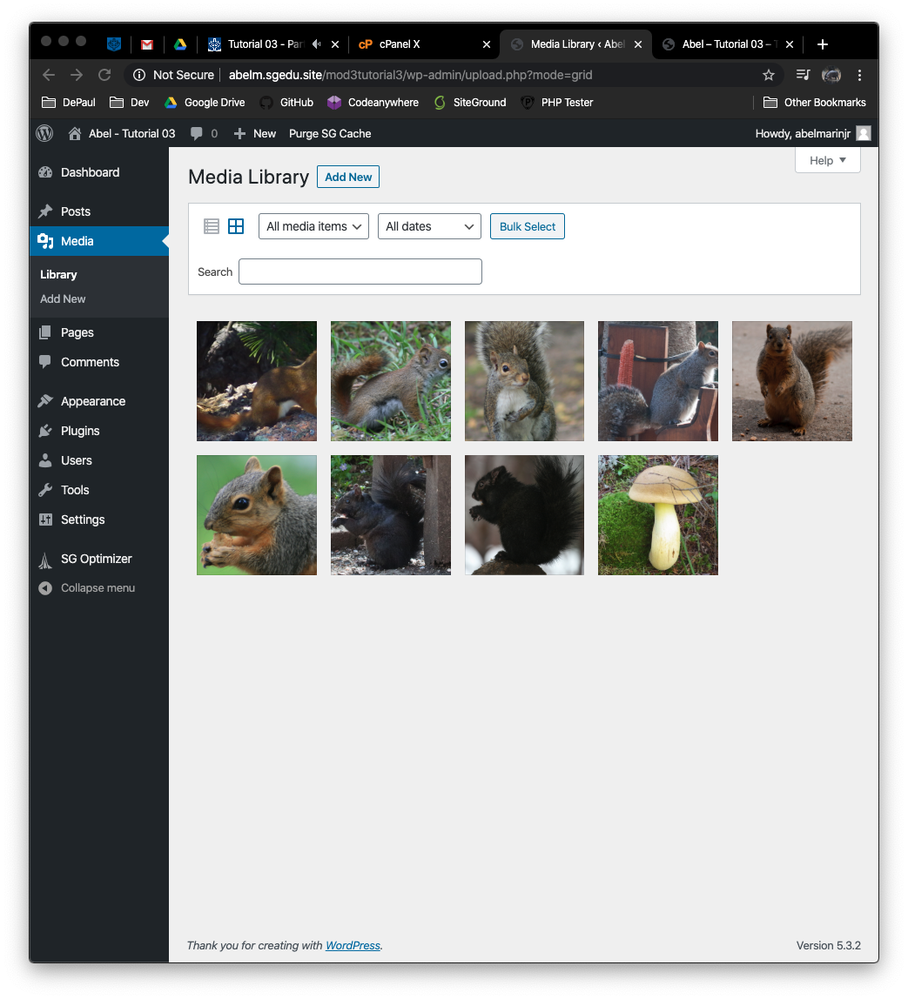 Tutorial 03 - Par
cP cPanel X
Media Library ‹ Abel
Abel – Tutorial 03 –
Not Secure
abelm.sgedu.site/mod3tutorial3/wp-admin/upload.php?mode=grid
DePaul
Dev
Google Drive
GitHub
Codeanywhere
SiteGround
PHP Tester
Other Bookmarks
Abel - Tutorial 03
0
New
Purge SG Cache
Howdy, abelmarinjr
Dashboard
Posts
Media
Library
Add New
Pages
Comments
Appearance
Plugins
Users
Tools
Settings
SG Optimizer
Collapse menu
Help
Media Library
Add New
All media items
All dates
Bulk Select
Search
Thank you for creating with WordPress.
Version 5.3.2